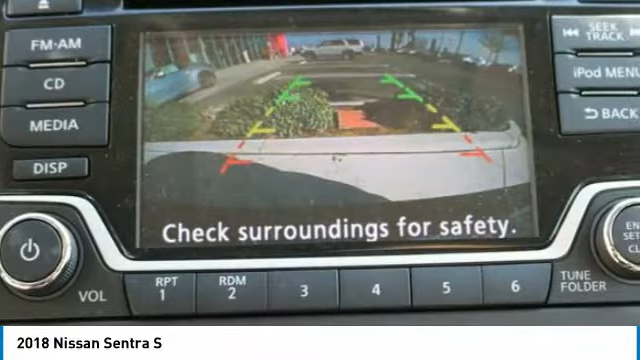 FM·AM
CD
MEDIA
DISP
VOL
SEEK
TRACK
iPod MENU
BACK
Check surroundings for safety.
RPT
1
RDM
2
3
4
5
6
TUNE
FOLDER
2018 Nissan Sentra S